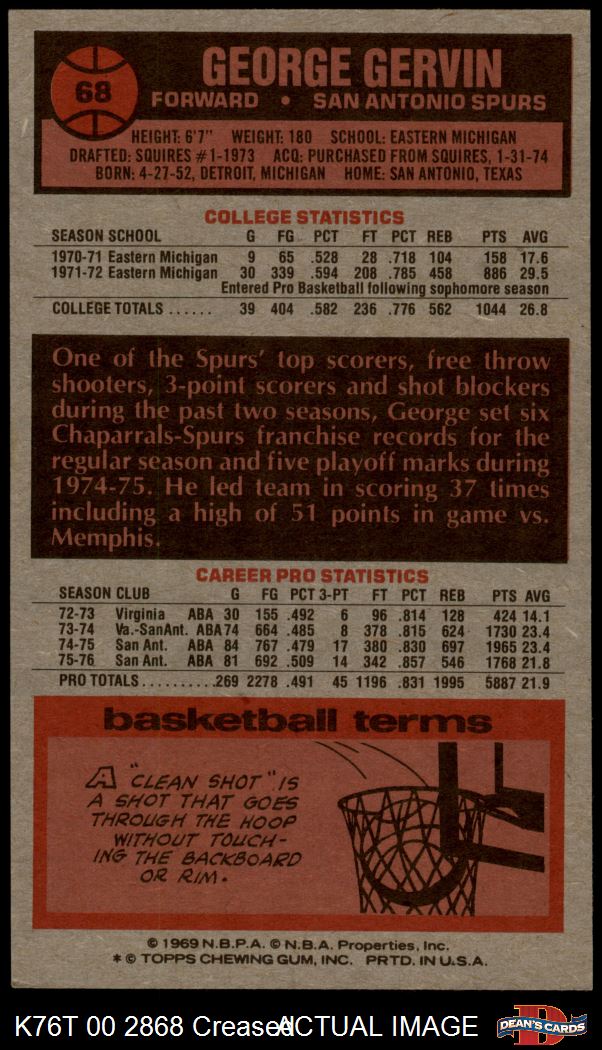 68
GEORGE GERVIN
FORWARD • SAN ANTONIO SPURS
HEIGHT: 6'7" WEIGHT: 180 SCHOOL: EASTERN MICHIGAN
DRAFTED: SQUIRES #1-1973 ACQ: PURCHASED FROM SQUIRES, 1-31-74
BORN: 4-27-52, DETROIT, MICHIGAN HOME: SAN ANTONIO, TEXAS
COLLEGE STATISTICS
SEASON SCHOOL G FG PCT FT PCT REB PTS AVG
1970-71 Eastern Michigan 9 65 .528 28 .718 104 158 17.6
1971-72 Eastern Michigan 30 339 .594 208 .785 458 886 29.5
Entered Pro Basketball following sophomore season
COLLEGE TOTALS ...... 39 404 .582 236 .776 562 1044 26.8
One of the Spurs' top scorers, free throw
shooters, 3-point scorers and shot blockers
during the past two seasons, George set six
Chaparrals-Spurs franchise records for the
regular season and five playoff marks during
1974-75. He led team in scoring 37 times
including a high of 51 points in game vs.
Memphis.
CAREER PRO STATISTICS
SEASON CLUB G FG PCT 3-PT FT PCT REB PTS AVG
72-73 Virginia ABA 30 155 .492 6 96 .814 128 424 14.1
73-74 Va.-SanAnt. ABA 74 664 .485 8 378 .815 624 1730 23.4
74-75 San Ant. ABA 84 767 .479 17 380 .830 697 1965 23.4
75-76 San Ant. ABA 81 692 .509 14 342 .857 546 1768 21.8
PRO TOTALS..........269 2278 .491 45 1196 .831 1995 5887 21.9
basketball terms
A "CLEAN SHOT" IS
A SHOT THAT GOES
THROUGH THE HOOP
WITHOUT TOUCH-
ING THE BACKBOARD
OR RIM.
© 1969 N.B.P.A. © N.B.A. Properties, Inc.
* © TOPPS CHEWING GUM, INC. PRTD. IN U.S.A.
K76T 00 2868 Creased ACTUAL IMAGE
DEAN'S CARDS